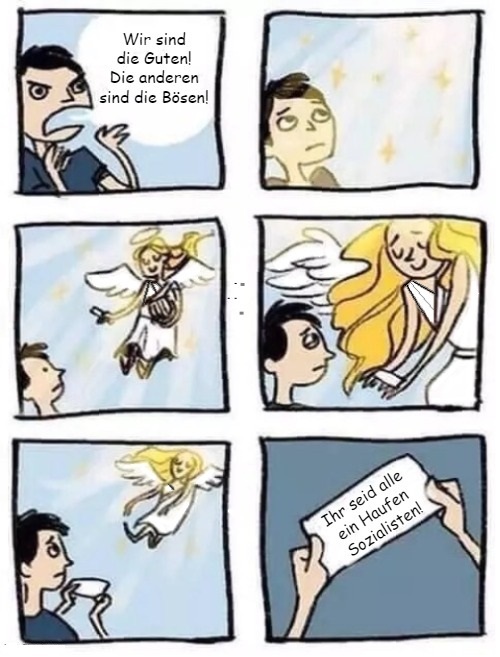 Wir sind
die Guten!
Die anderen
sind die Bösen!
Ihr seid alle
ein Haufen
Sozialisten!